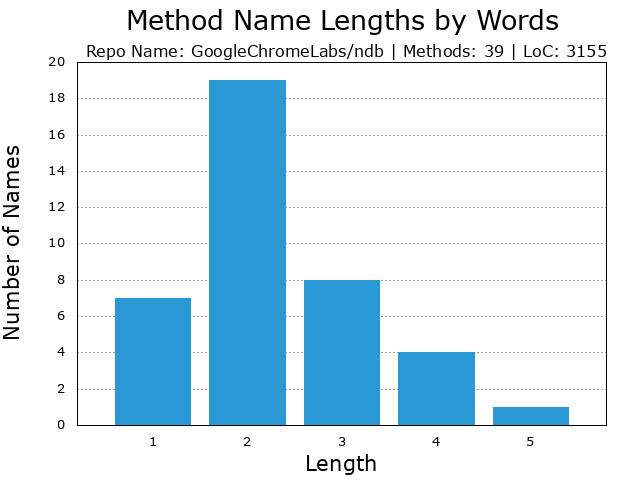 Method Name Lengths by Words
Repo Name: GoogleChromeLabs/ndb | Methods: 39 | LoC: 3155
Number of Names
20
18
16
14
12
10
8
6
4
2
0
1 2 3 4 5
Length